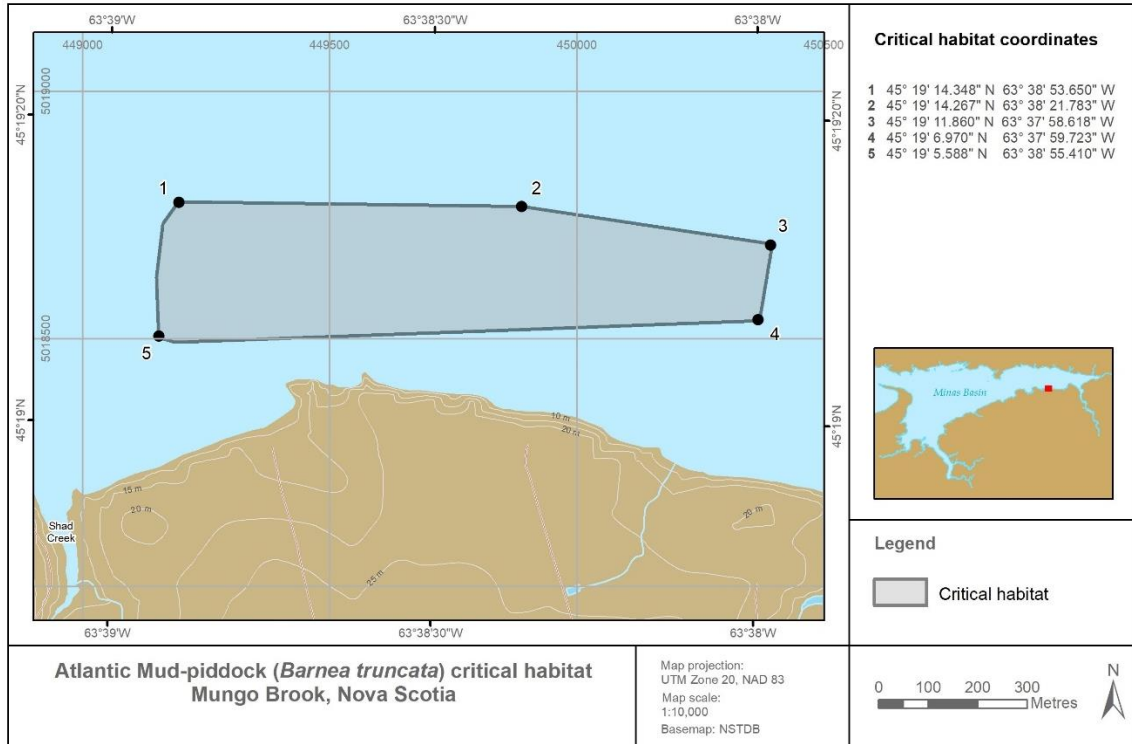 63°39'W 63°38'30"W 63°38'W
449000 449500 450000 450500
Critical habitat coordinates
1 45° 19' 14.348" N 63° 38' 53.650" W
2 45° 19' 14.267" N 63° 38' 21.783" W
3 45° 19' 11.860" N 63° 37' 58.618" W
4 45° 19' 6.970" N 63° 37' 59.723" W
5 45° 19' 5.588" N 63° 38' 55.410" W
5019000
45°19'20"N
45°19'20"N
1
2
3
4
5
5018500
45°19'N
45°19'N
10 m
20 m
15 m
20 m
20 m
25 m
Shad
Creek
Minas Basin
Legend
Critical habitat
63°39'W 63°38'30"W 63°38'W
Atlantic Mud-piddock (Barnea truncata) critical habitat
Mungo Brook, Nova Scotia
Map projection:
UTM Zone 20, NAD 83
Map scale:
1:10,000
Basemap: NSTDB
0 100 200 300
Metres
N